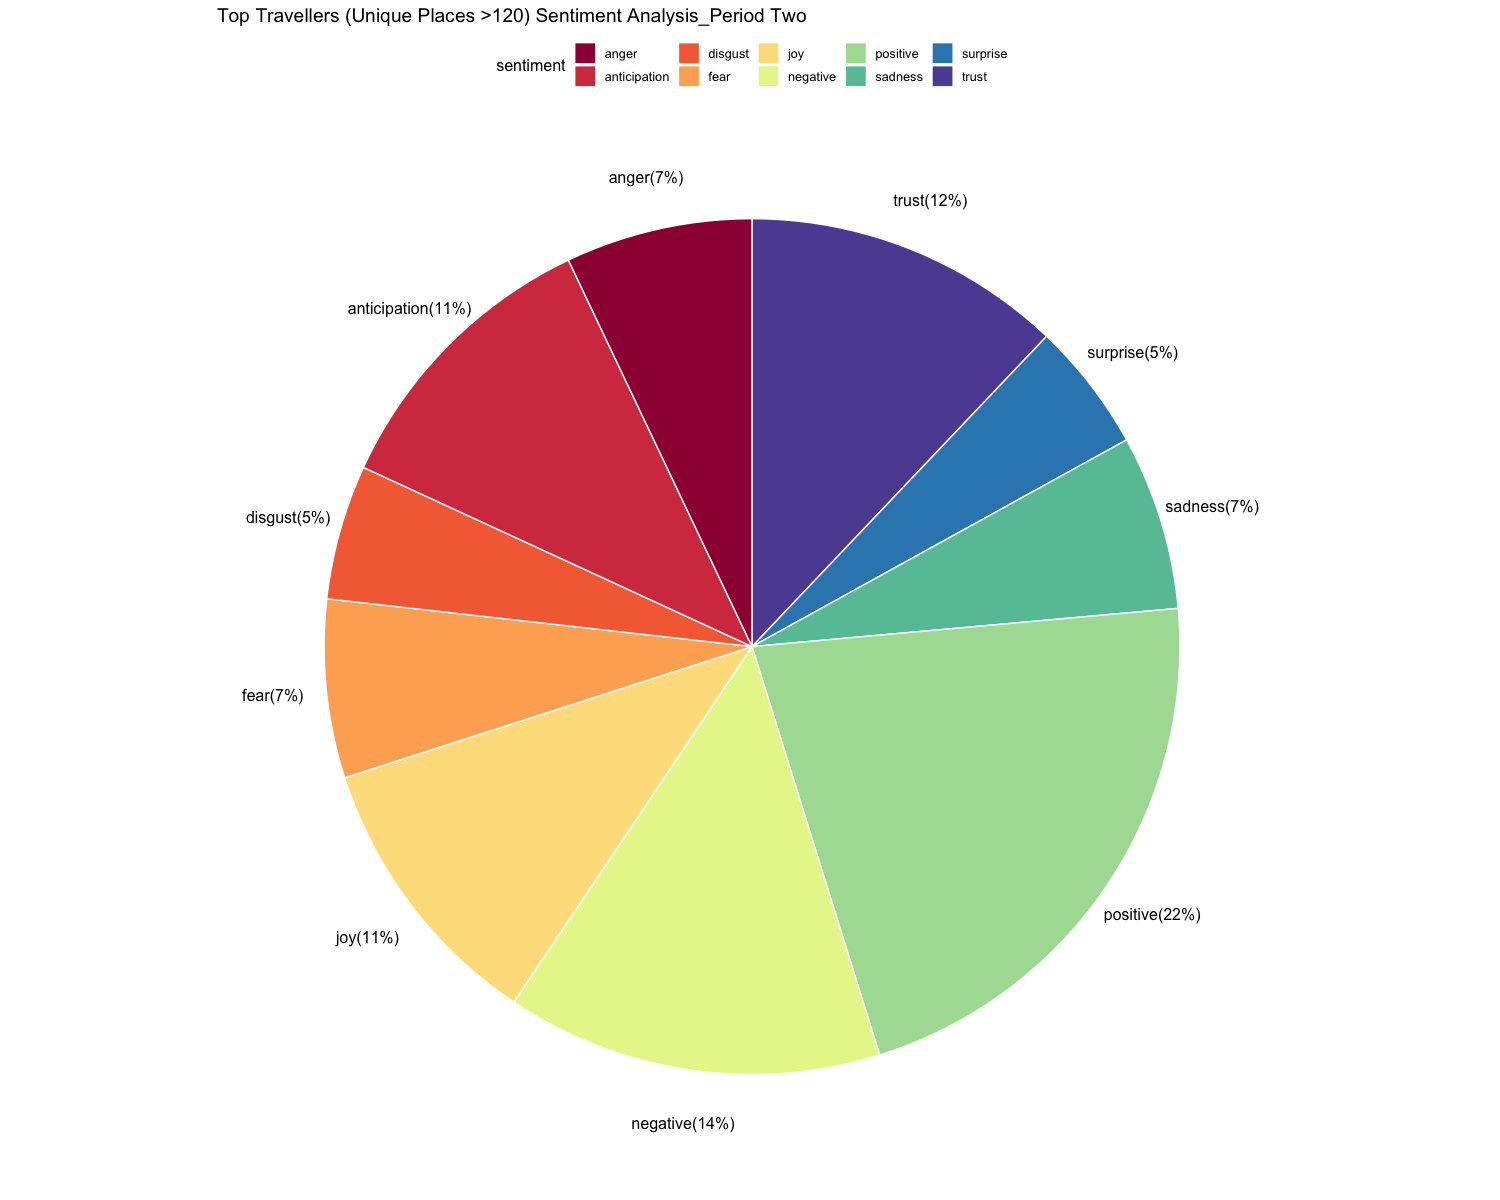 Top Travellers (Unique Places >120) Sentiment Analysis_Period Two
sentiment
anger
disgust
joy
positive
surprise
anticipation
fear
negative
sadness
trust
anger(7%)
trust(12%)
anticipation(11%)
surprise(5%)
disgust(5%)
sadness(7%)
fear(7%)
positive(22%)
joy(11%)
negative(14%)